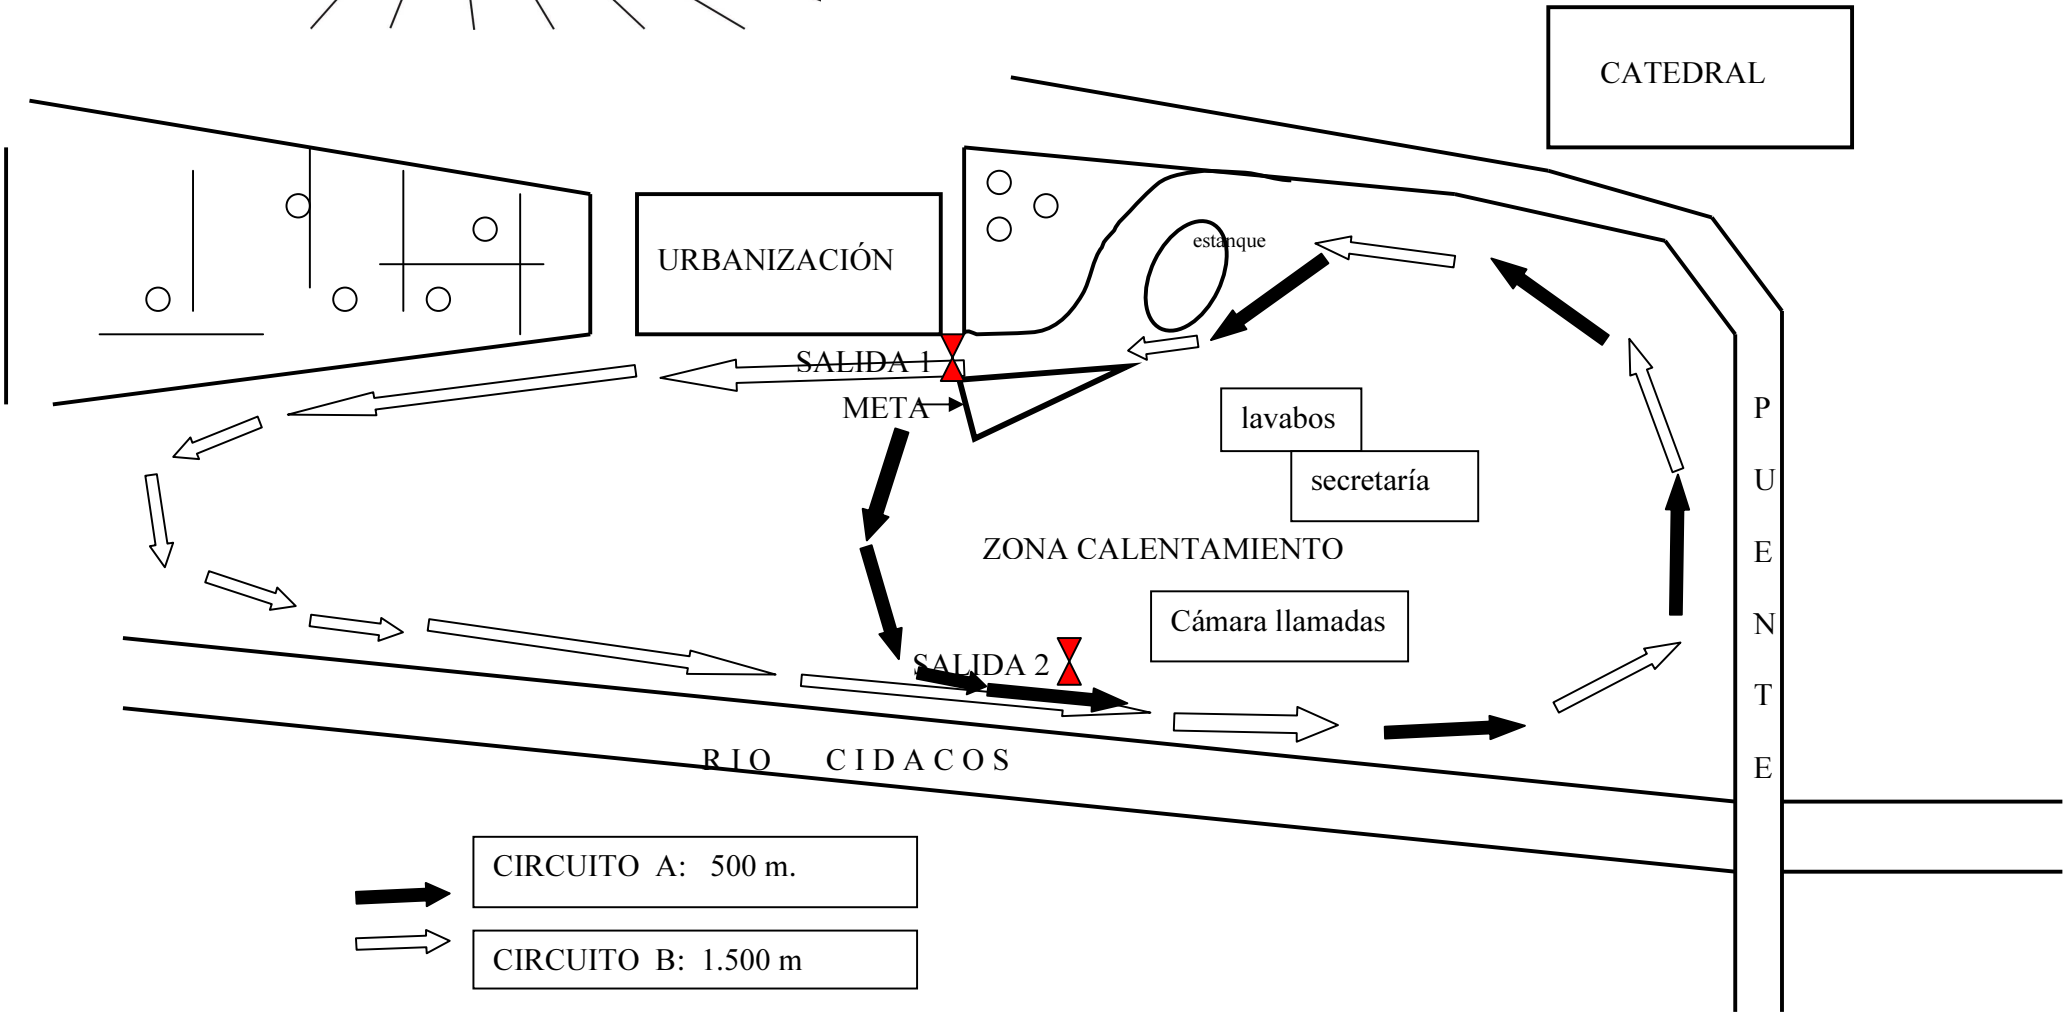 CATEDRAL
estanque
URBANIZACIÓN
SALIDA 1
META
lavabos
secretaría
ZONA CALENTAMIENTO
Cámara llamadas
SALIDA 2
P
U
E
N
T
E
RIO CIDACOS
CIRCUITO A: 500 m.
CIRCUITO B: 1.500 m